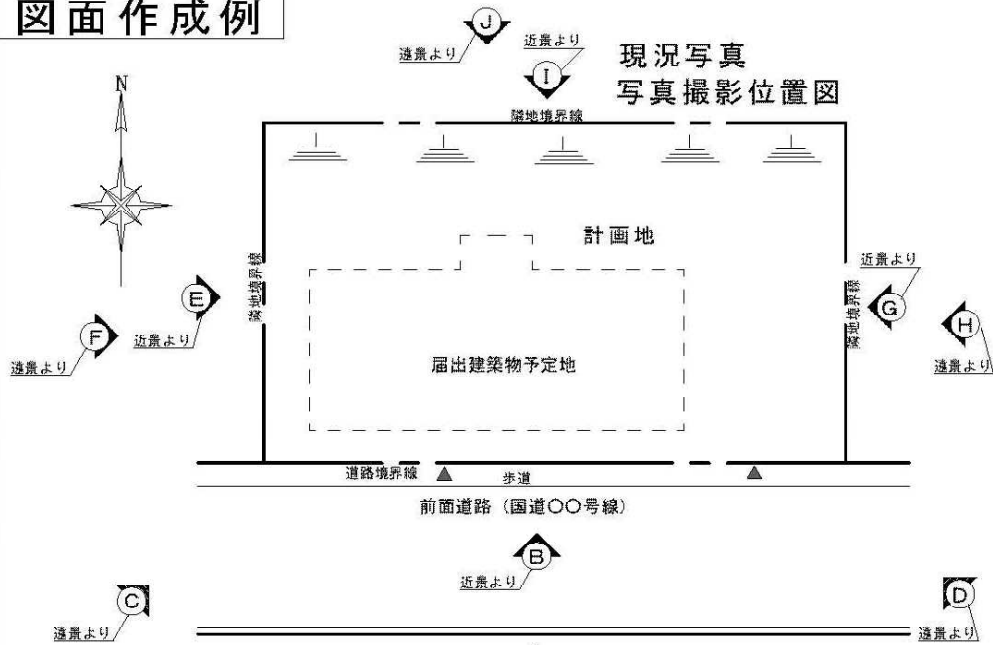 図面作成例
J
遠景より
近景より
I
現況写真
写真撮影位置図
N
隣地境界線
計画地
隣地境界線
近景より
E
F
近景より
遠景より
隣地境界線
G
H
遠景より
届出建築物予定地
道路境界線
歩道
前面道路（国道〇〇号線）
B
近景より
C
遠景より
D
遠景より